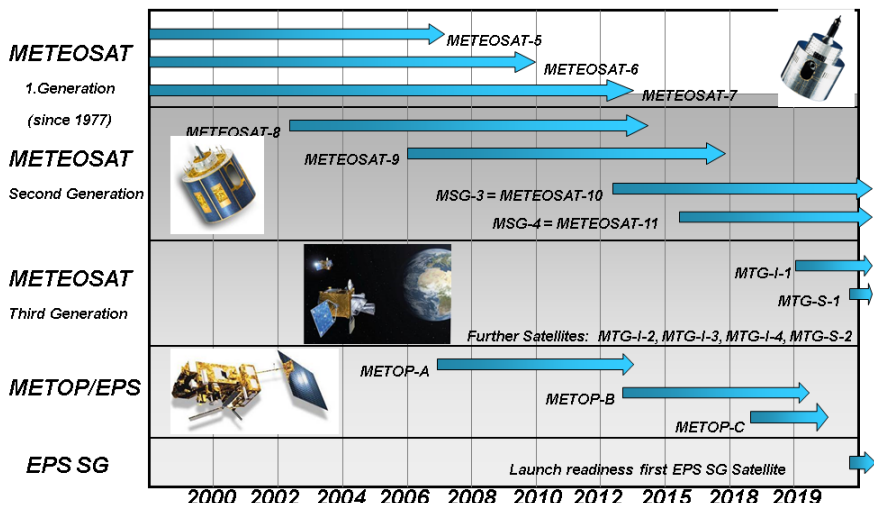 METEOSAT
1.Generation
(since 1977)
METEOSAT-5
METEOSAT-6
METEOSAT-7
METEOSAT
Second Generation
METEOSAT-8
METEOSAT-9
MSG-3 = METEOSAT-10
MSG-4 = METEOSAT-11
METEOSAT
Third Generation
MTG-I-1
MTG-S-1
Further Satellites: MTG-I-2, MTG-I-3, MTG-I-4, MTG-S-2
METOP/EPS
METOP-A
METOP-B
METOP-C
EPS SG
Launch readiness first EPS SG Satellite
2000 2002 2004 2006 2008 2010 2012 2015 2018 2019